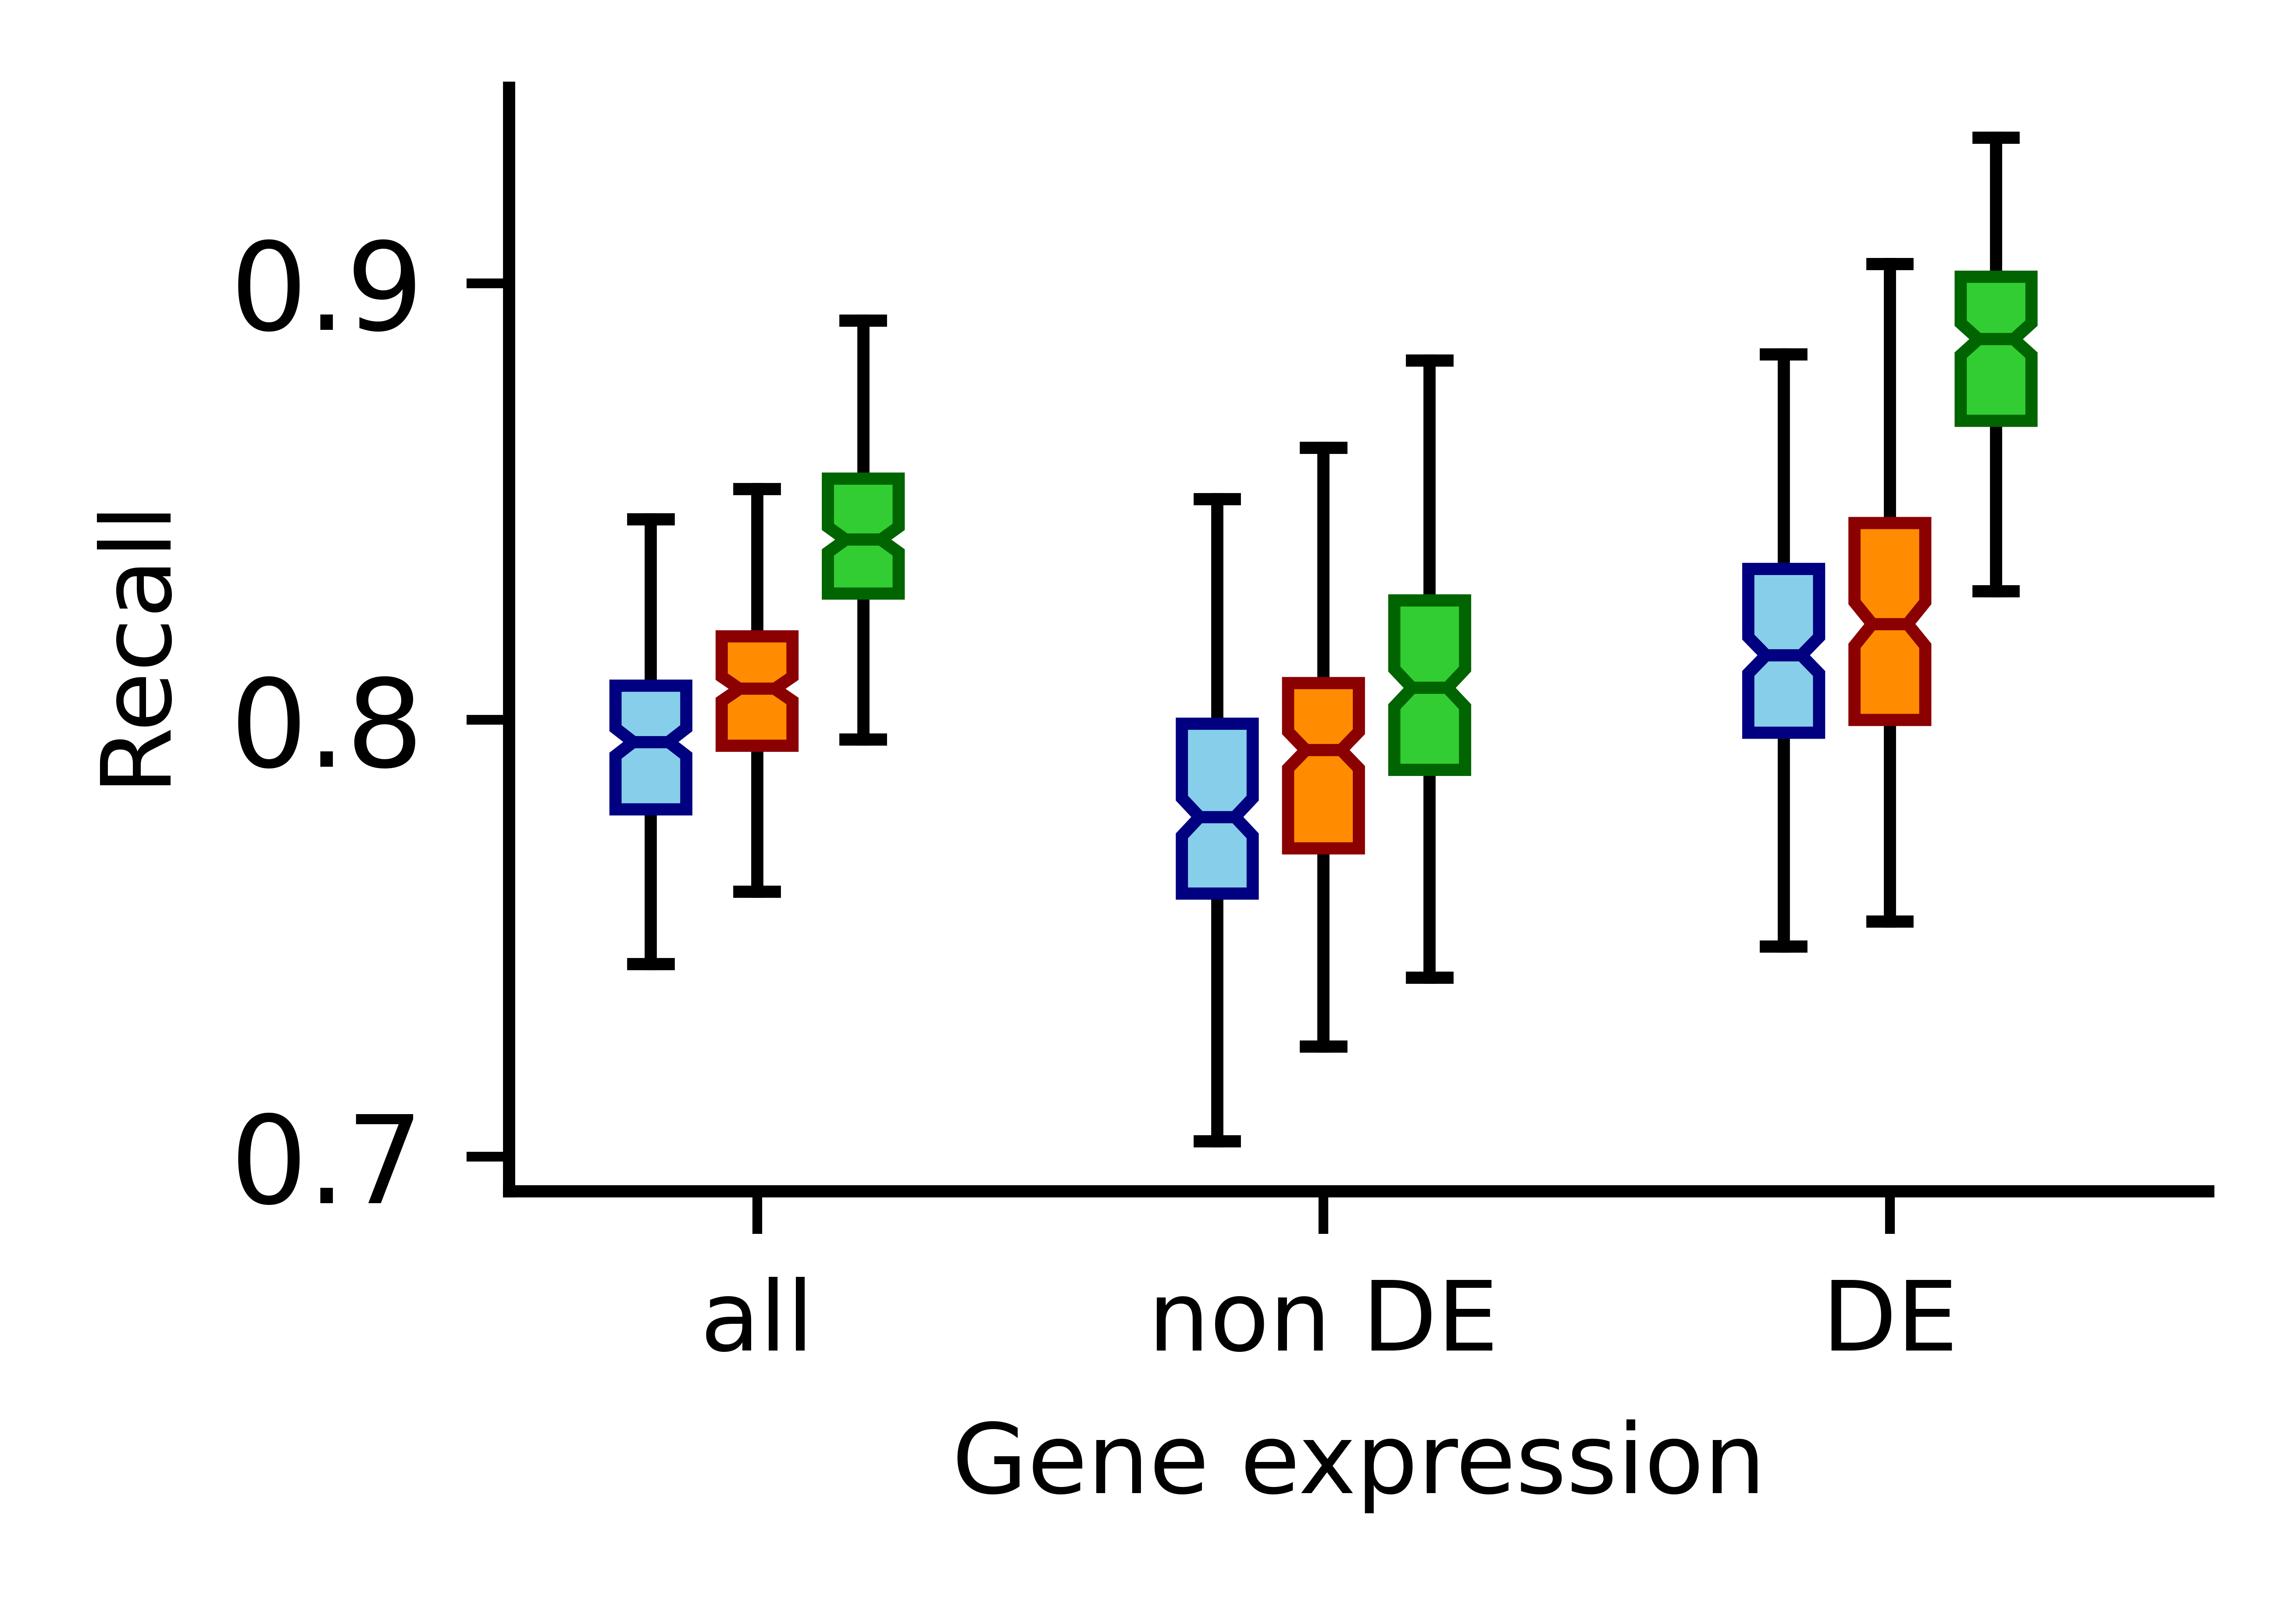 0.9
0.8
0.7
Recall
all
non DE
DE
Gene expression